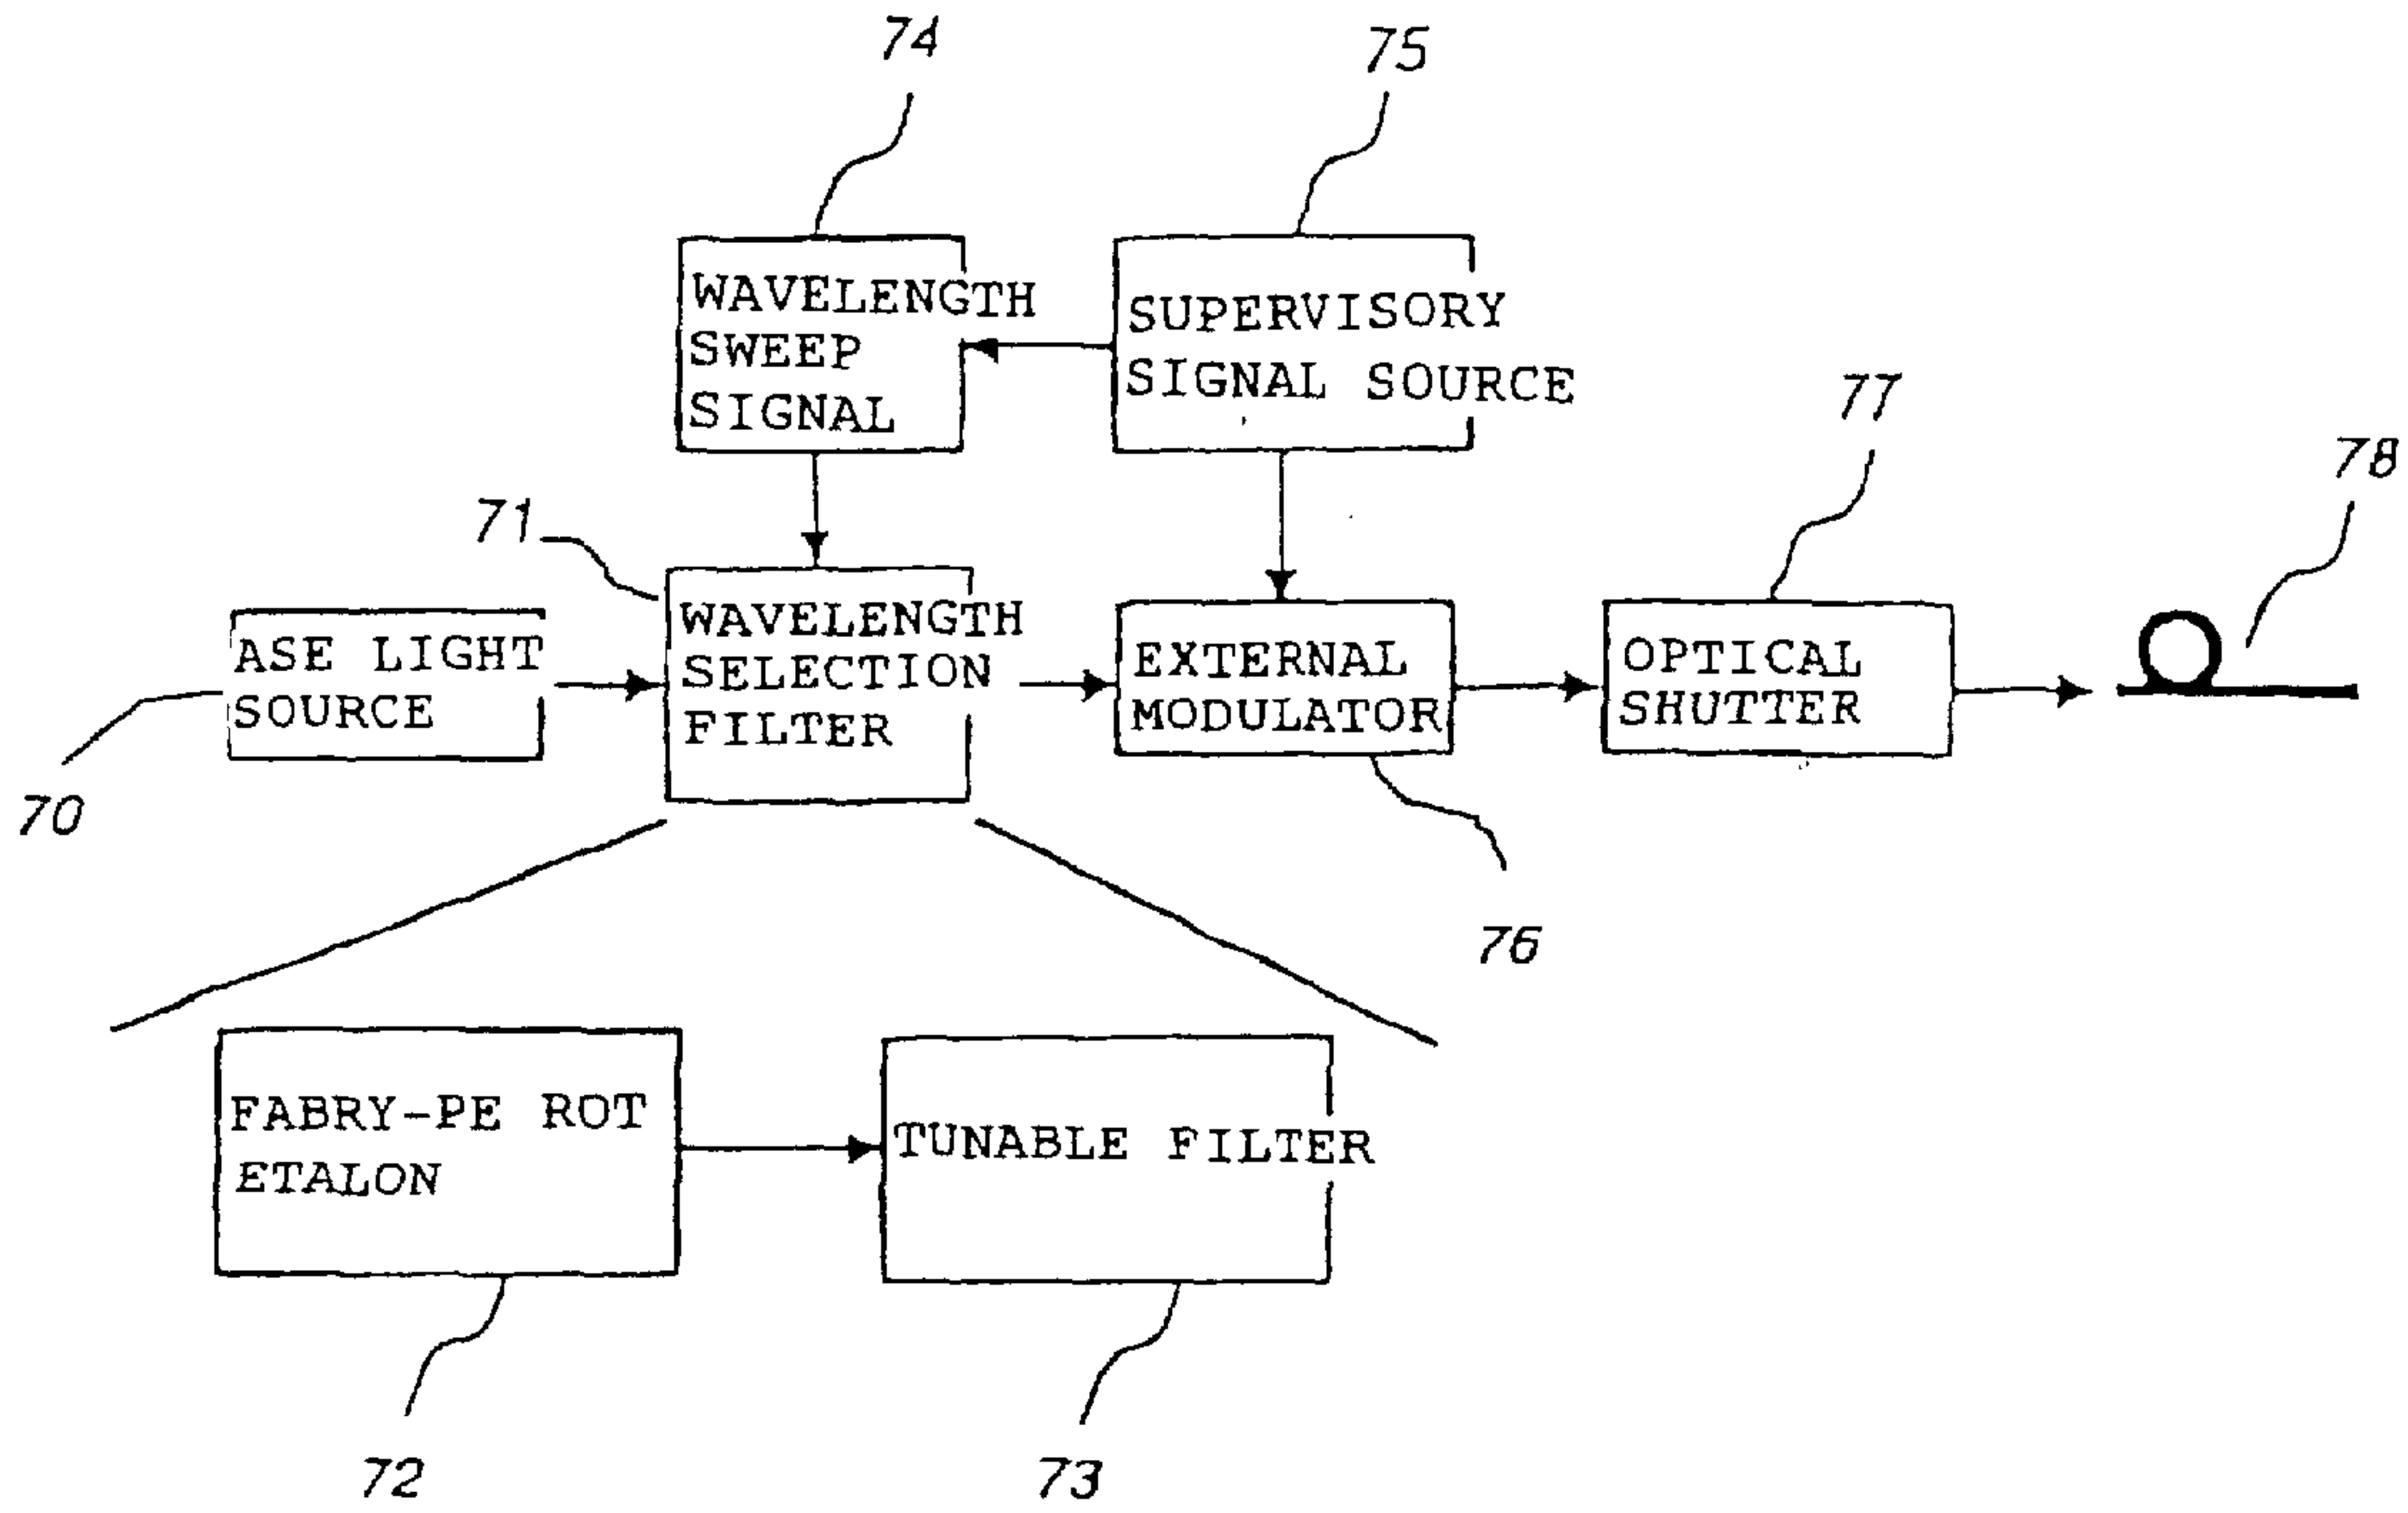 74
75
WAVELENGTH
SWEEP
SIGNAL
SUPERVISORY
SIGNAL SOURCE
77
78
71
ASE LIGHT
SOURCE
WAVELENGTH
SELECTION
FILTER
EXTERNAL
MODULATOR
OPTICAL
SHUTTER
70
76
FABRY-PE ROT
ETALON
TUNABLE FILTER
72
73